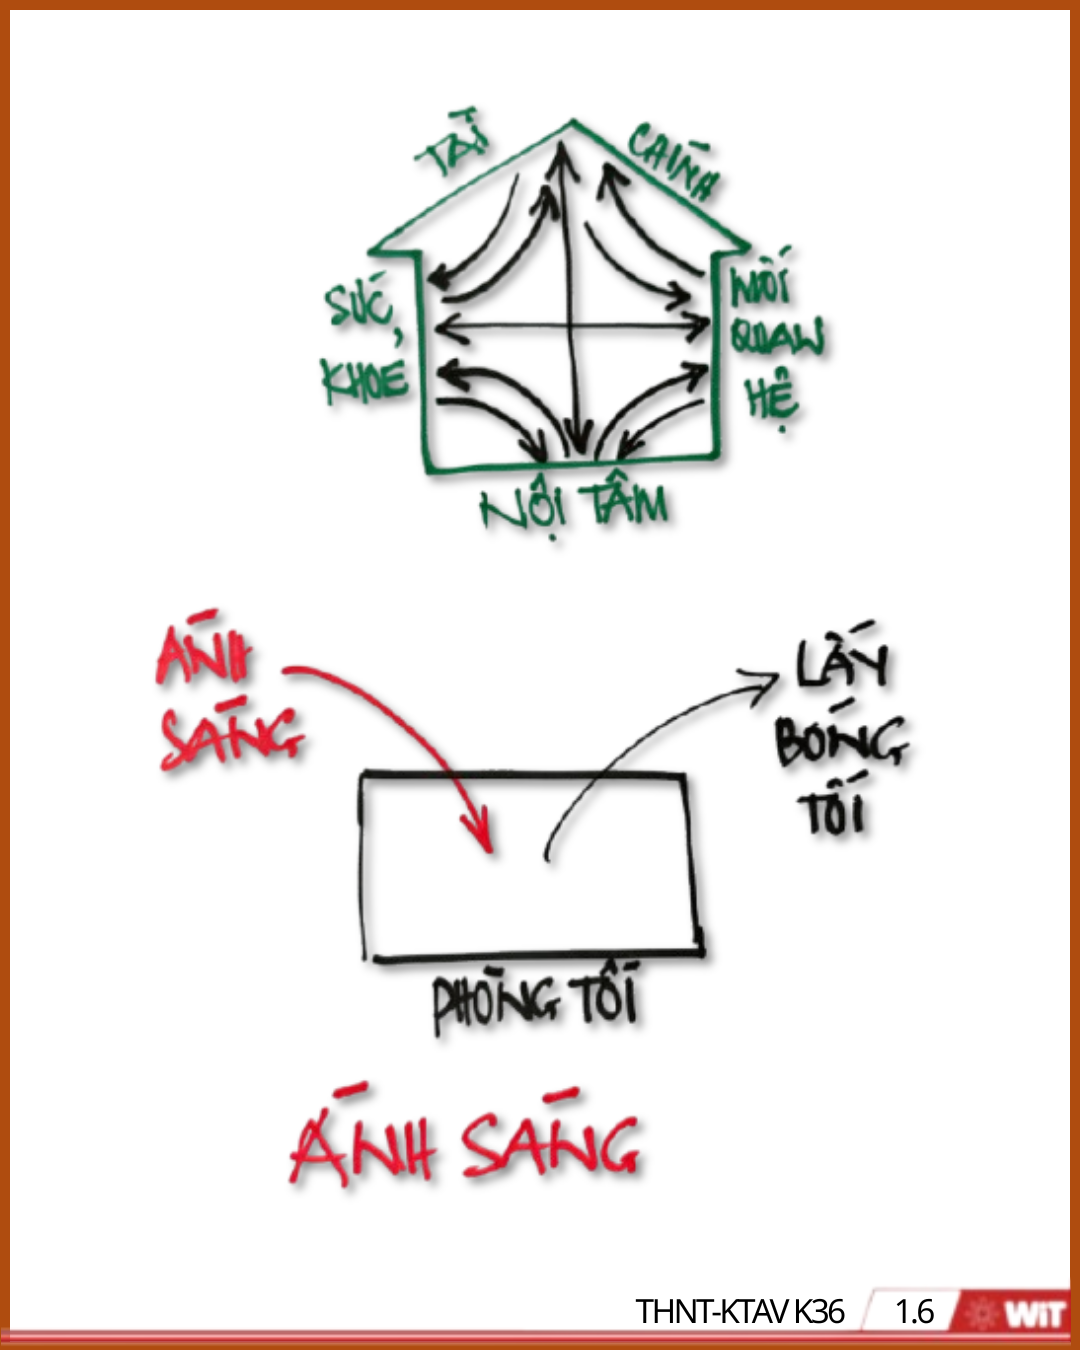 TÀI CHÍNH
SỨC
KHỎE
MỐI
QUAN
HỆ
NỘI TÂM
ÁNH
SÁNG
LẤY
BÓNG
TỐI
PHÒNG TỐI
ÁNH SÁNG
THNT-KTAV K36 1.6 WiT